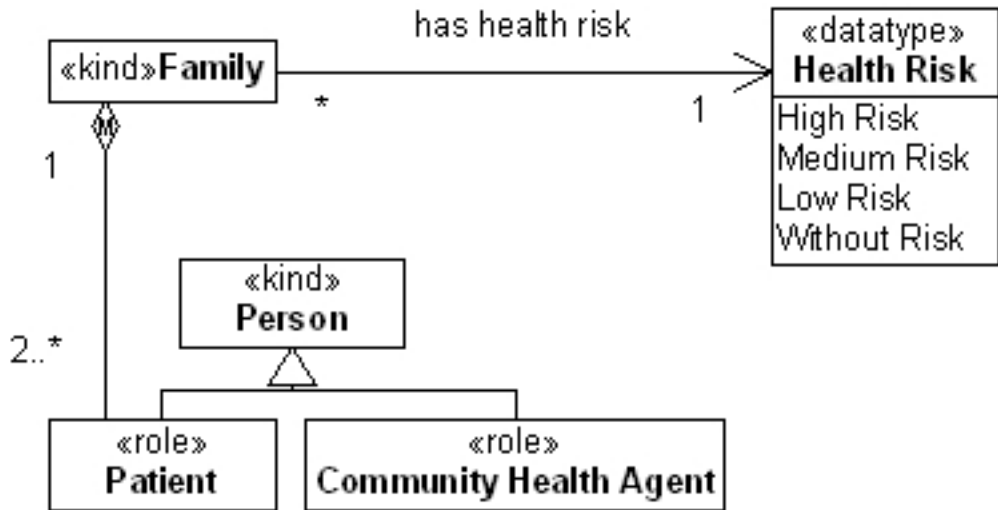 has health risk
«kind»Family
M
1
*
1
«datatype»
Health Risk
High Risk
Medium Risk
Low Risk
Without Risk
«kind»
Person
2..*
«role»
Patient
«role»
Community Health Agent